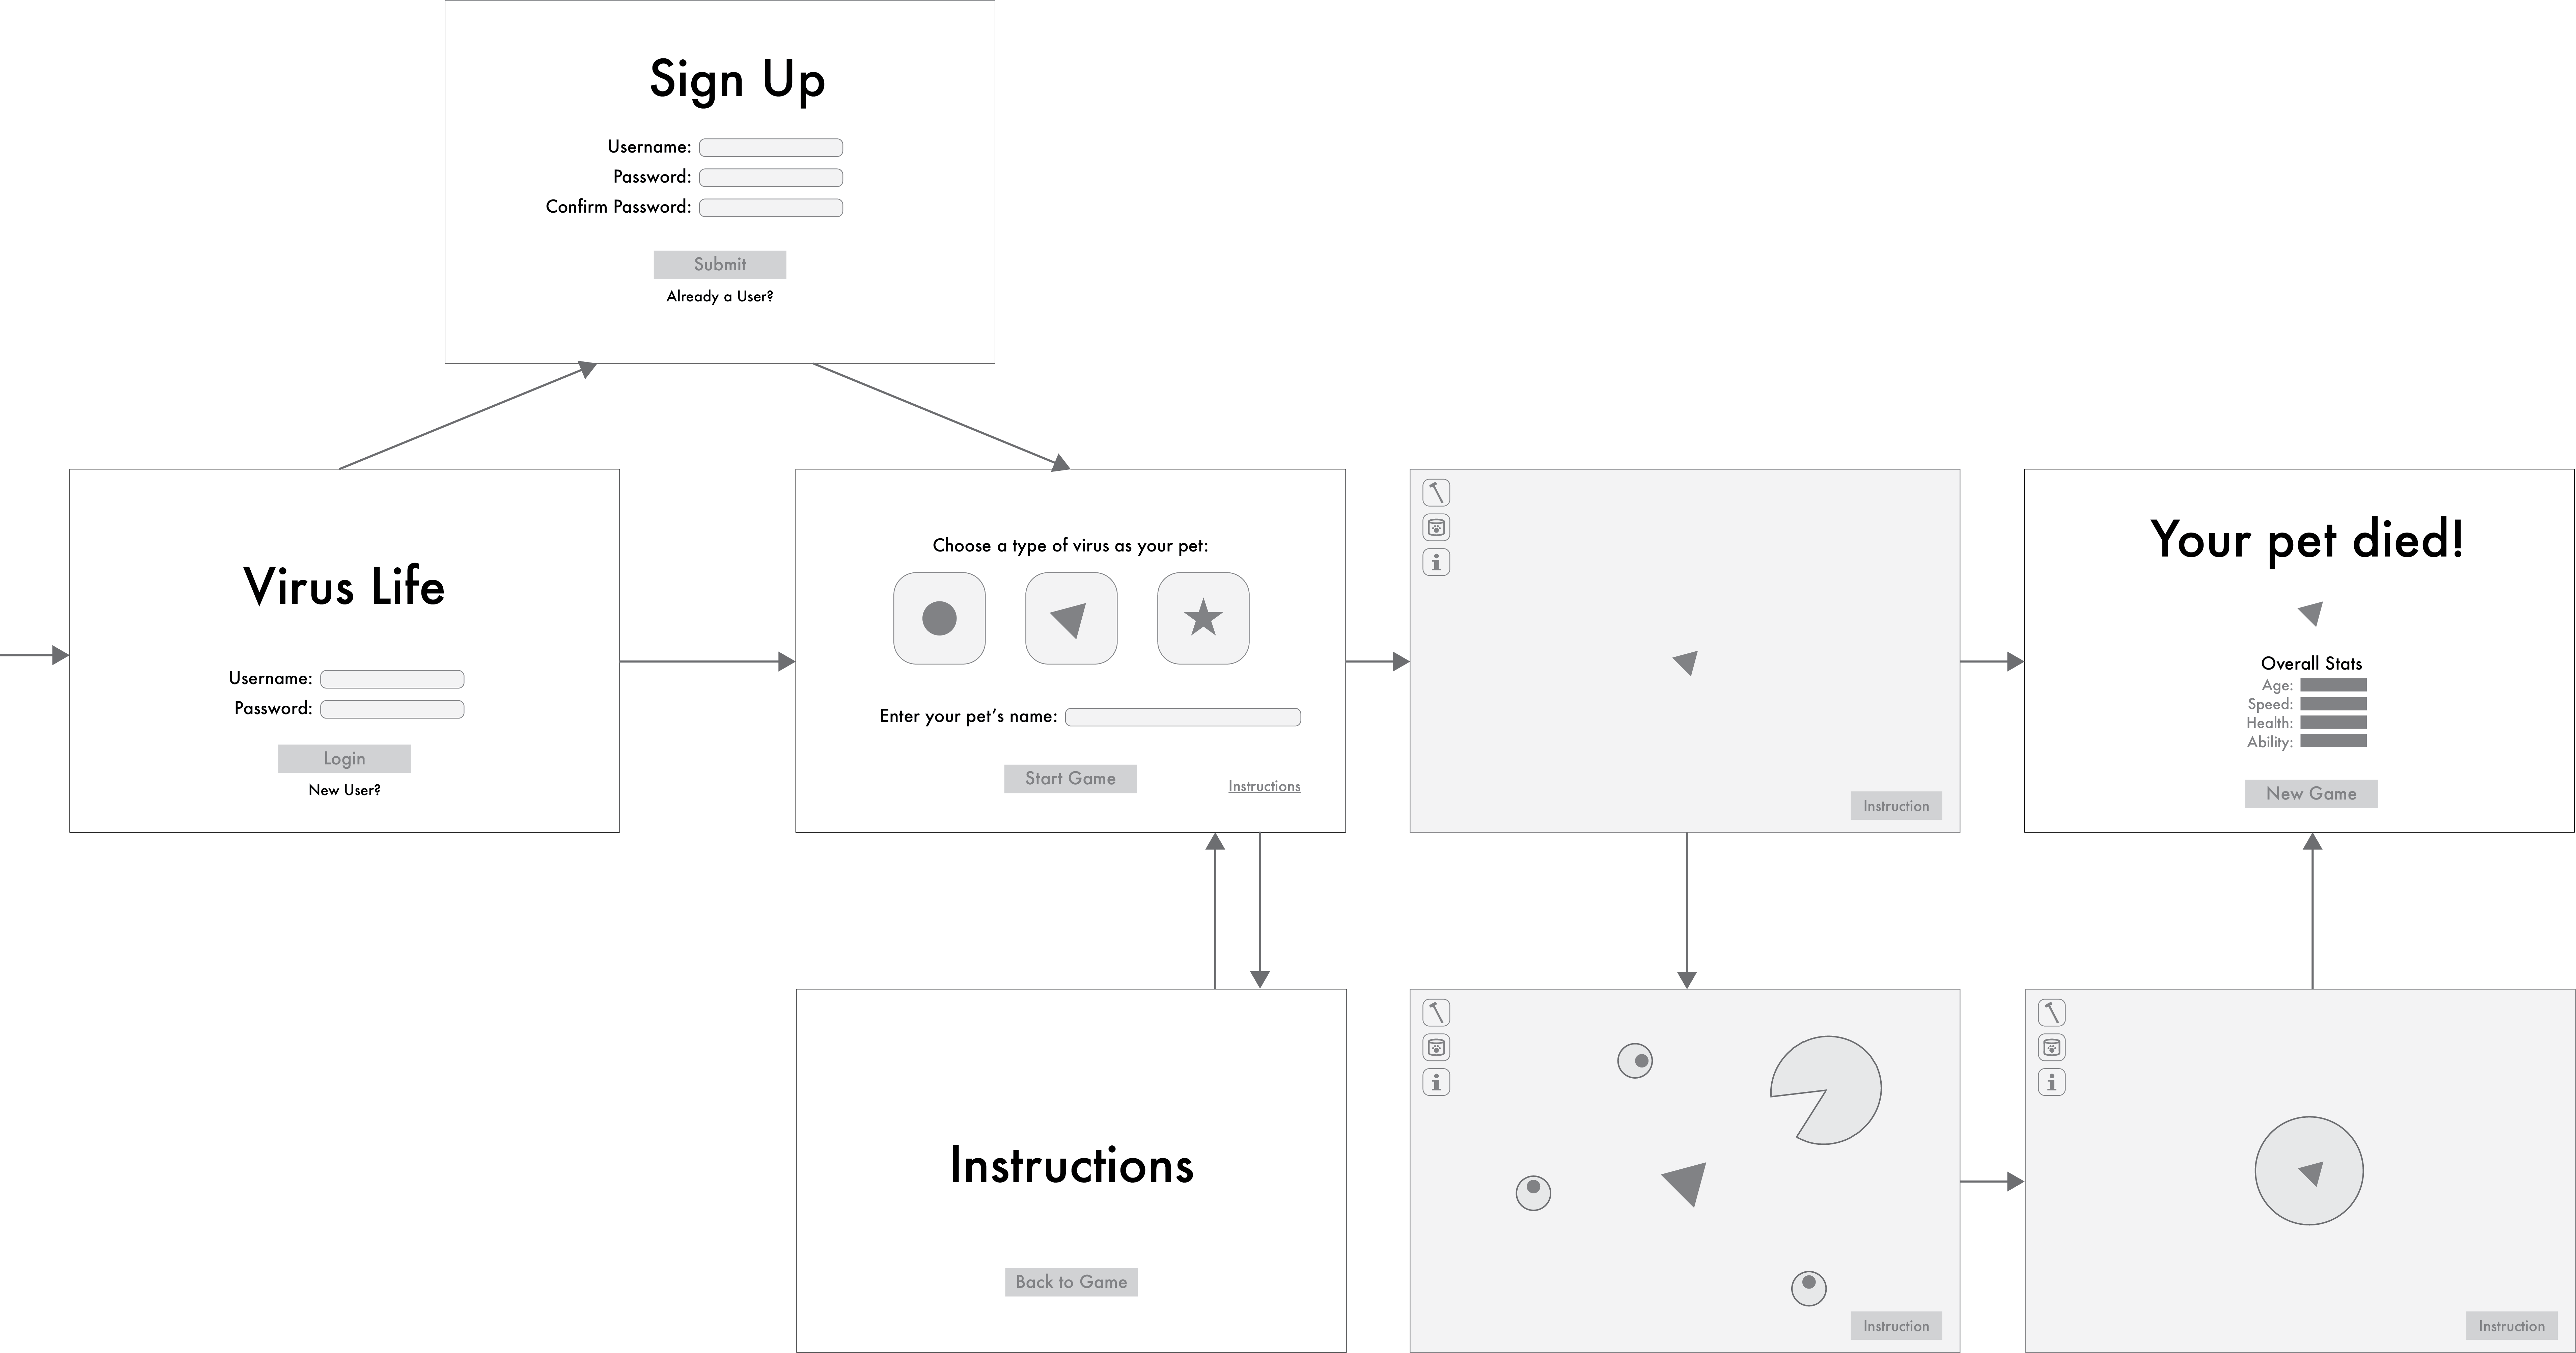 Sign Up
Username:
Password:
Confirm Password:
Submit
Already a User?
Virus Life
Username:
Password:
Login
New User?
Choose a type of virus as your pet:
Enter your pet’s name:
Start Game
Instructions
Instruction
Your pet died!
Overall Stats
Age:
Speed:
Health:
Ability:
New Game
Instructions
Back to Game
Instruction
Instruction